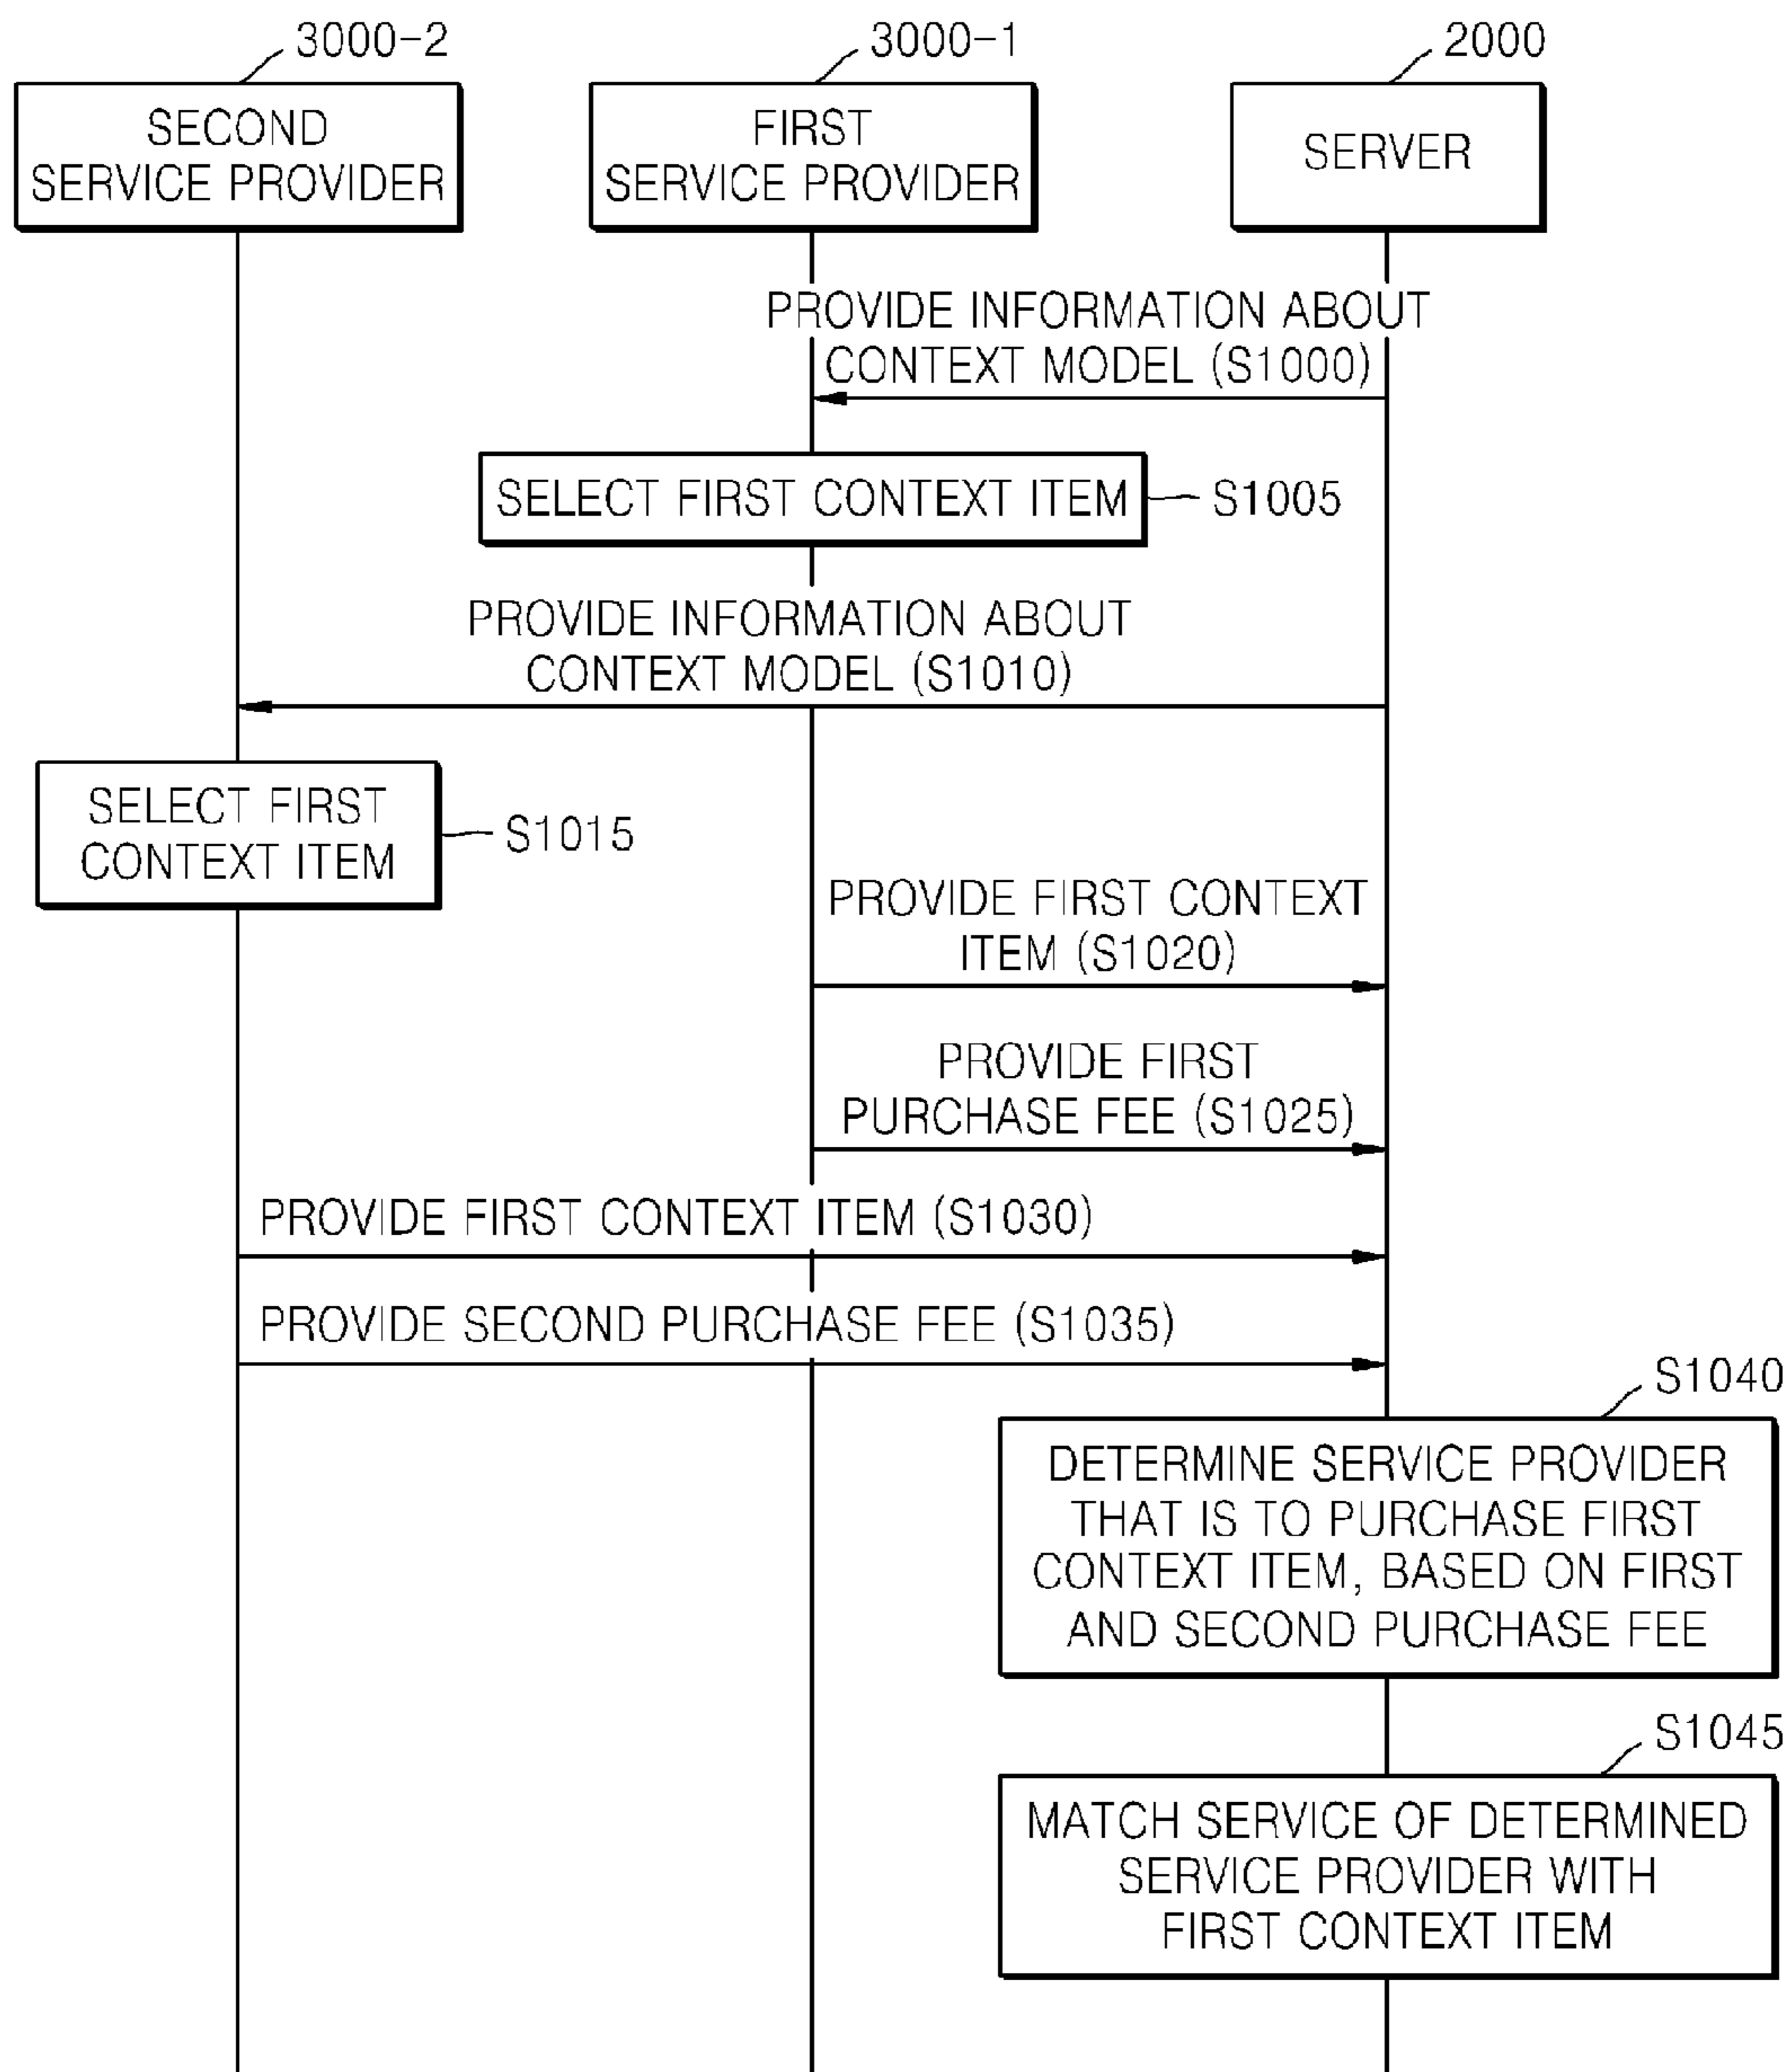 3000-2
3000-1
2000
SECOND
SERVICE PROVIDER
FIRST
SERVICE PROVIDER
SERVER
PROVIDE INFORMATION ABOUT
CONTEXT MODEL (S1000)
SELECT FIRST CONTEXT ITEM
S1005
PROVIDE INFORMATION ABOUT
CONTEXT MODEL (S1010)
SELECT FIRST
CONTEXT ITEM
S1015
PROVIDE FIRST CONTEXT
ITEM (S1020)
PROVIDE FIRST
PURCHASE FEE (S1025)
PROVIDE FIRST CONTEXT ITEM (S1030)
PROVIDE SECOND PURCHASE FEE (S1035)
S1040
DETERMINE SERVICE PROVIDER
THAT IS TO PURCHASE FIRST
CONTEXT ITEM, BASED ON FIRST
AND SECOND PURCHASE FEE
S1045
MATCH SERVICE OF DETERMINED
SERVICE PROVIDER WITH
FIRST CONTEXT ITEM